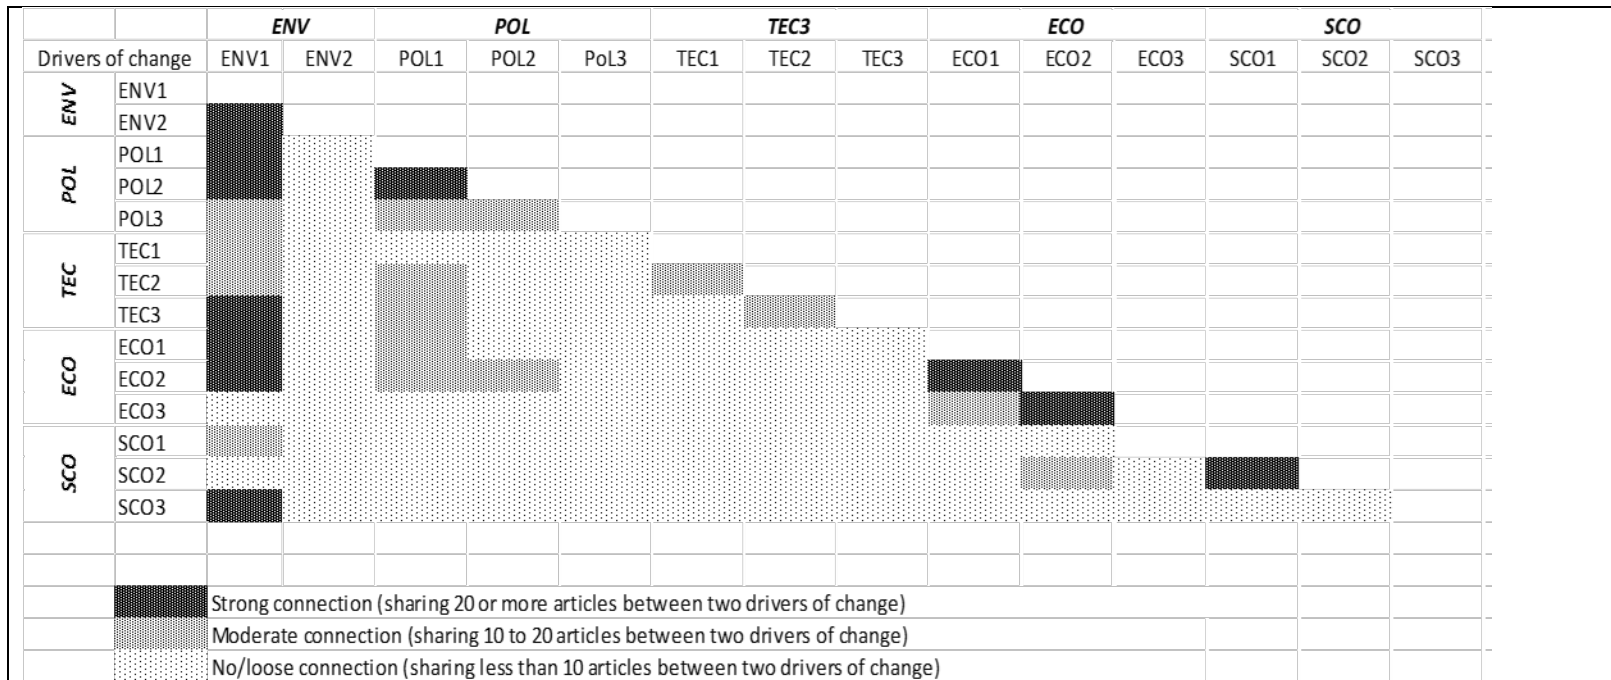 ENV POL TEC3 ECO SCO
Drivers of change ENV1 ENV2 POL1 POL2 PoL3 TEC1 TEC2 TEC3 ECO1 ECO2 ECO3 SCO1 SCO2 SCO3
ENV
ENV1
ENV2
POL
POL1
POL2
POL3
TEC
TEC1
TEC2
TEC3
ECO
ECO1
ECO2
ECO3
SCO
SCO1
SCO2
SCO3
Strong connection (sharing 20 or more articles between two drivers of change)
Moderate connection (sharing 10 to 20 articles between two drivers of change)
No/loose connection (sharing less than 10 articles between two drivers of change)